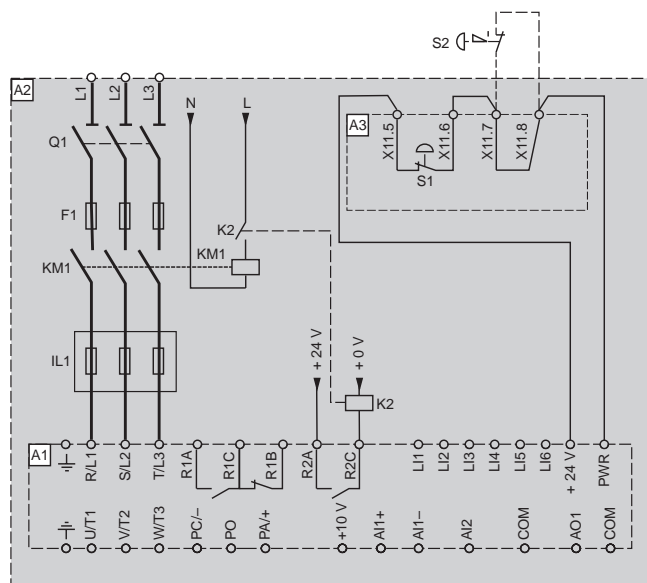 S2
A2
L1
L2
L3
N
L
A3
X11.5
X11.6
X11.7
X11.8
Q1
S1
F1
K2
KM1
KM1
+ 24 V
+ 0 V
IL1
K2
A1
R/L1
S/L2
T/L3
R1A
R1C
R1B
R2A
R2C
LI1
LI2
LI3
LI4
LI5
LI6
+ 24 V
PWR
U/T1
V/T2
W/T3
PC/–
PO
PA/+
+10 V
AI1+
AI1–
AI2
COM
AO1
COM